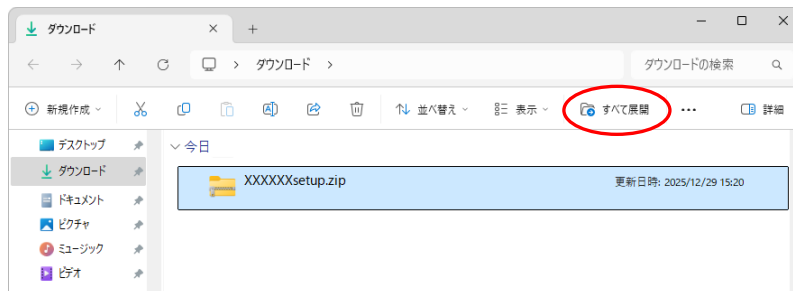 ダウンロード
ダウンロード
ダウンロードの検索
新規作成
並べ替え
表示
すべて展開
詳細
デスクトップ
ダウンロード
ドキュメント
ピクチャ
ミュージック
ビデオ
今日
XXXXXXsetup.zip
更新日時: 2025/12/29 15:20